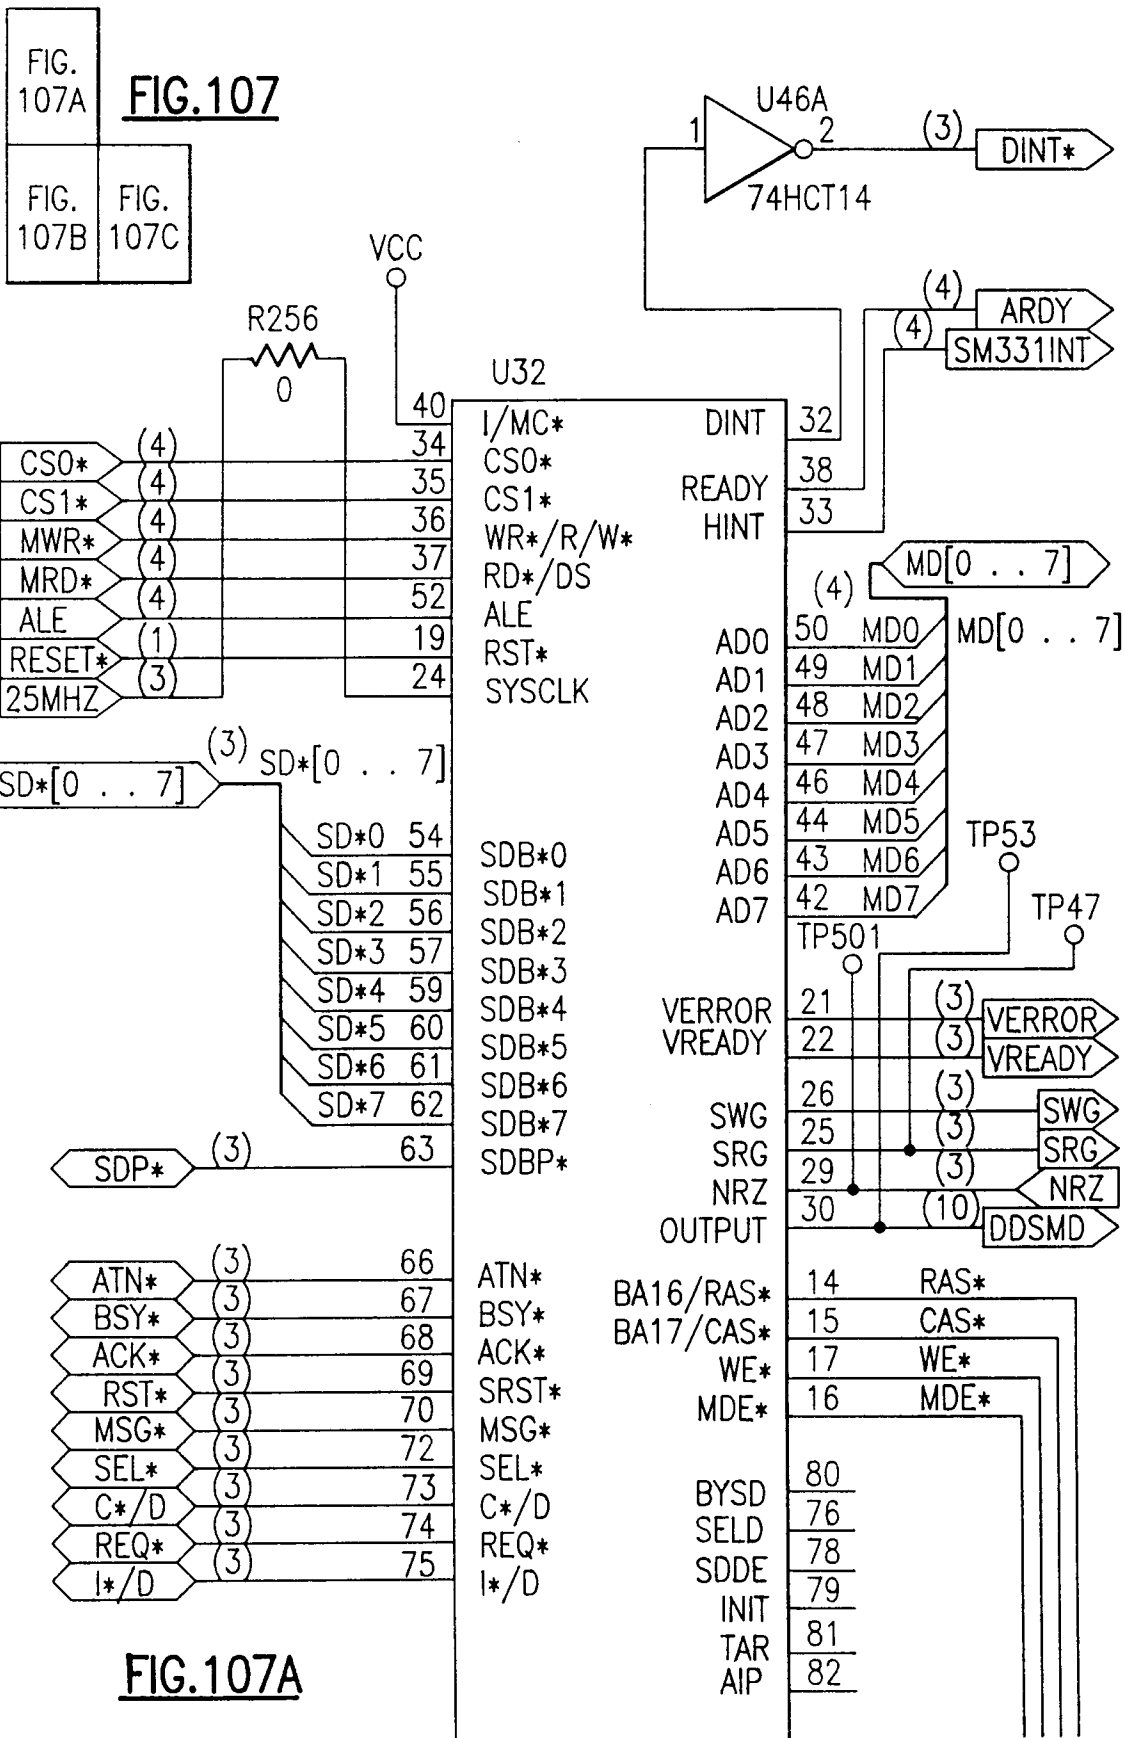 FIG.
107A
FIG.107
FIG.
107B
FIG.
107C
U46A
1
2
(3)
DINT*
74HCT14
VCC
R256
0
(4)
ARDY
(4)
SM331INT
U32
40
I/MC*
DINT
32
CS0*
(4)
34
CS0*
READY
38
CS1*
(4)
35
CS1*
HINT
33
MWR*
(4)
36
WR*/R/W*
MRD*
(4)
37
RD*/DS
ALE
(4)
52
ALE
RESET*
(1)
19
RST*
25MHZ
(3)
24
SYSCLK
MD[0 . . 7]
(4)
MD[0 . . 7]
AD0
50
MD0
AD1
49
MD1
AD2
48
MD2
AD3
47
MD3
AD4
46
MD4
AD5
44
MD5
AD6
43
MD6
AD7
42
MD7
SD*[0 . . 7]
(3)
SD*[0 . . 7]
SD*0
54
SDB*0
SD*1
55
SDB*1
SD*2
56
SDB*2
SD*3
57
SDB*3
SD*4
59
SDB*4
SD*5
60
SDB*5
SD*6
61
SDB*6
SD*7
62
SDB*7
SDP*
(3)
63
SDBP*
TP53
TP47
TP501
VERROR
21
(3)
VERROR
VREADY
22
(3)
VREADY
SWG
26
(3)
SWG
SRG
25
(3)
SRG
NRZ
29
(3)
NRZ
OUTPUT
30
(10)
DDSMD
ATN*
(3)
66
ATN*
BSY*
(3)
67
BSY*
ACK*
(3)
68
ACK*
RST*
(3)
69
SRST*
MSG*
(3)
70
MSG*
SEL*
(3)
72
SEL*
C*/D
(3)
73
C*/D
REQ*
(3)
74
REQ*
I*/D
(3)
75
I*/D
BA16/RAS*
14
RAS*
BA17/CAS*
15
CAS*
WE*
17
WE*
MDE*
16
MDE*
BYSD
80
SELD
76
SDDE
78
INIT
79
TAR
81
AIP
82
FIG.107A